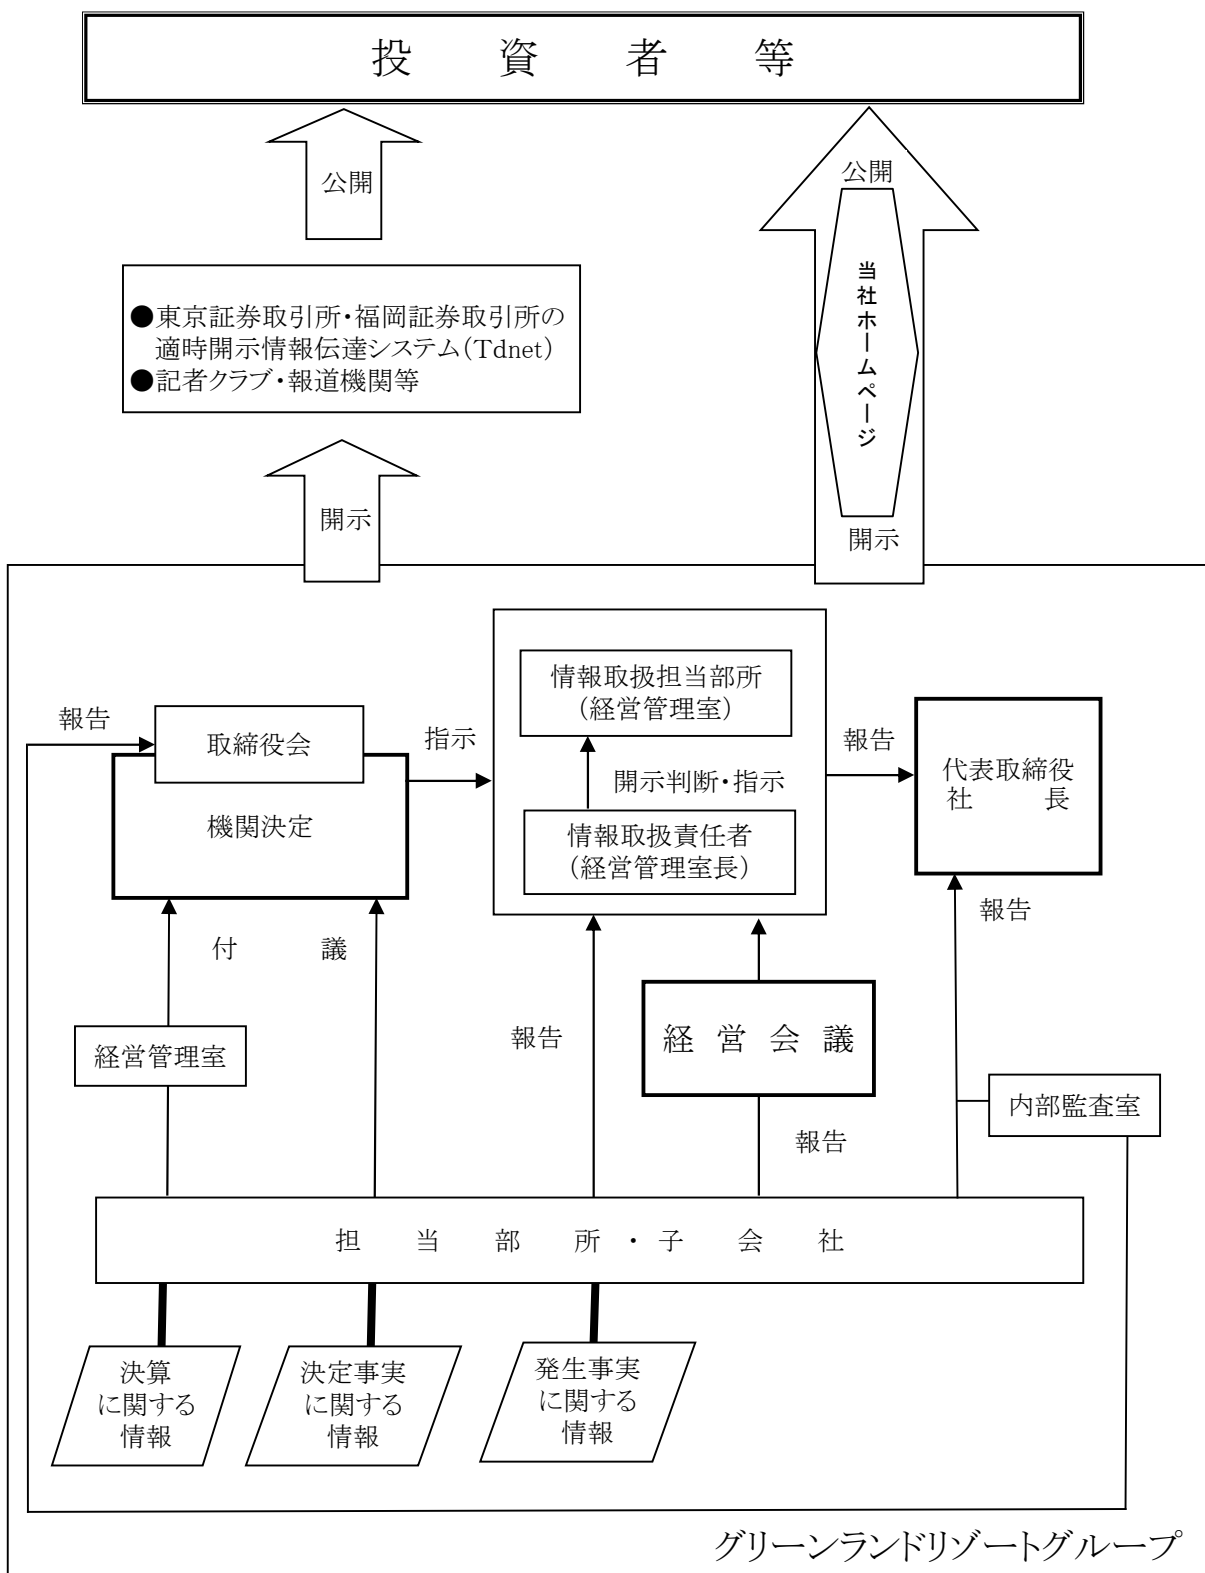 投資者等
公開
公開
当社ホームページ
●東京証券取引所・福岡証券取引所の
適時開示情報伝達システム(Tdnet)
●記者クラブ・報道機関等
開示
開示
報告
取締役会
機関決定
指示
情報取扱担当部所
(経営管理室)
開示判断・指示
情報取扱責任者
(経営管理室長)
報告
代表取締役
社長
報告
付議
経営管理室
報告
経営会議
報告
内部監査室
担当部所・子会社
決算
に関する
情報
決定事実
に関する
情報
発生事実
に関する
情報
グリーンランドリゾートグループ